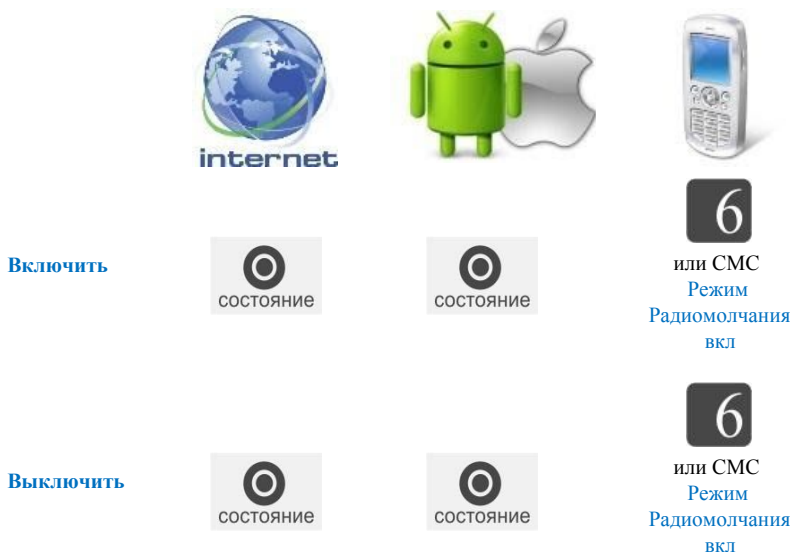 internet
6
Включить
состояние
состояние
или СМС
Режим
Радиомолчания
вкл
6
Выключить
состояние
состояние
или СМС
Режим
Радиомолчания
вкл